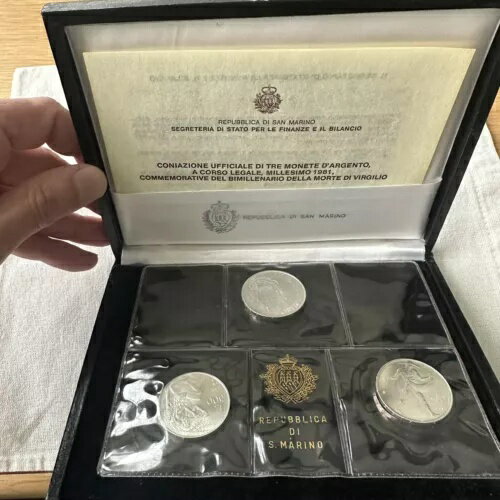 REPUBBLICA DI SAN MARINO
SEGRETERIA DI STATO PER LE FINANZE E IL BILANCIO
CONIAZIONE UFFICIALE DI TRE MONETE D'ARGENTO,
A CORSO LEGALE, MILLESIMO 1981,
COMMEMORATIVE DEL BIMILLENARIO DELLA MORTE DI VIRGILIO
REPUBBLICA DI SAN MARINO
REPUBBLICA
DI
S. MARINO